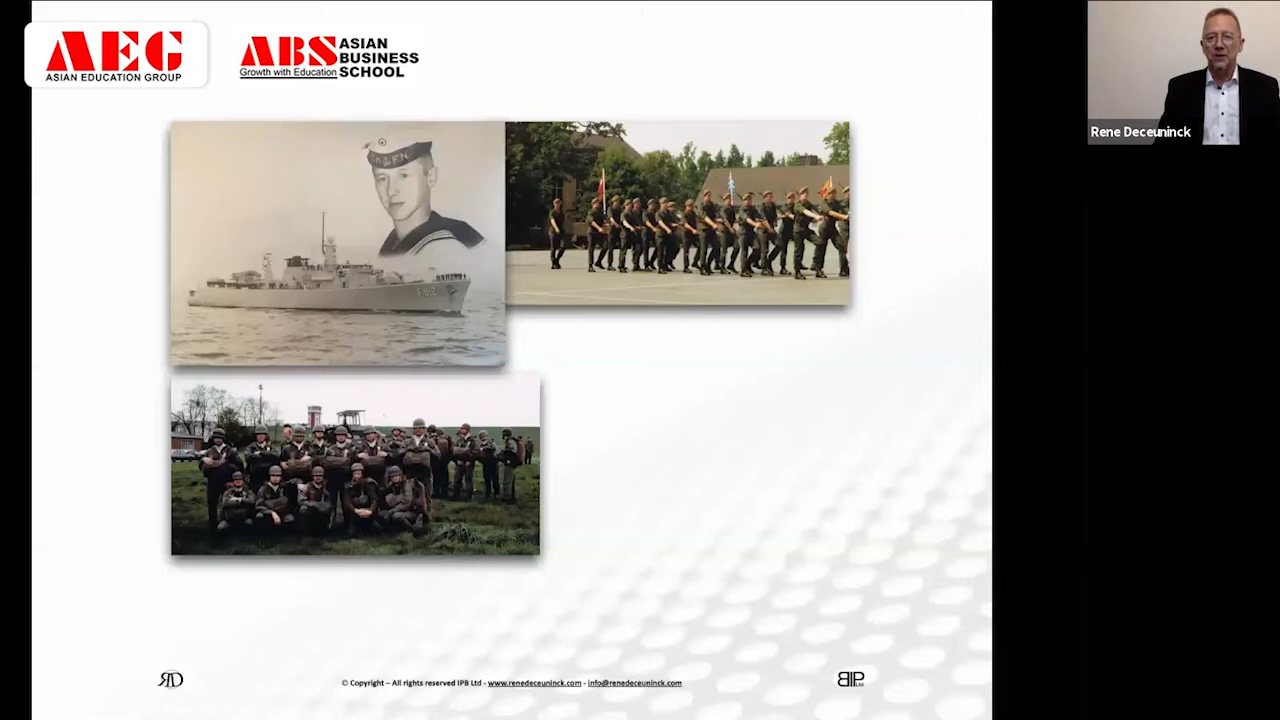 AEG
ASIAN EDUCATION GROUP
ABS ASIAN BUSINESS SCHOOL
Growth with Education
Rene Deceuninck
F912
RD
© Copyright – All rights reserved IPB Ltd - www.renedeceuninck.com - info@renedeceuninck.com